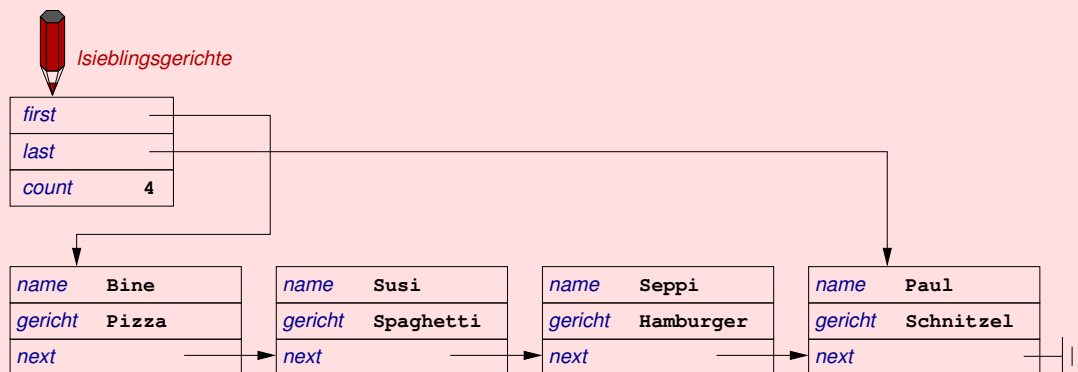 lsieblingsgerichte
first
last
count 4
name Bine name Susi name Seppi name Paul
gericht Pizza gericht Spaghetti gericht Hamburger gericht Schnitzel
next next next next